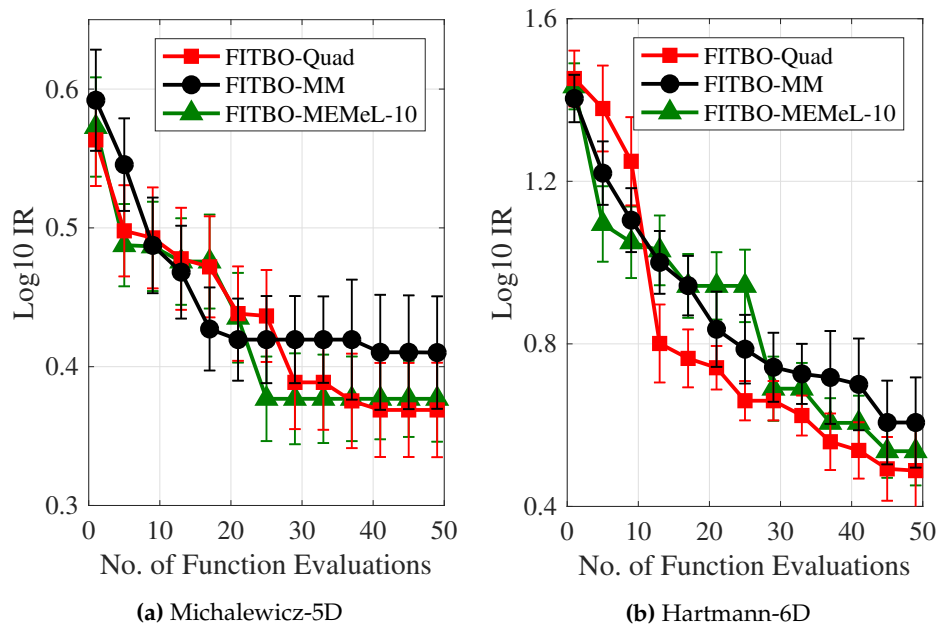 FITBO-Quad
FITBO-MM
FITBO-MEMeL-10
Log10 IR
0.6
0.5
0.4
0.3
0 10 20 30 40 50
No. of Function Evaluations
(a) Michalewicz-5D
FITBO-Quad
FITBO-MM
FITBO-MEMeL-10
Log10 IR
1.6
1.2
0.8
0.4
0 10 20 30 40 50
No. of Function Evaluations
(b) Hartmann-6D